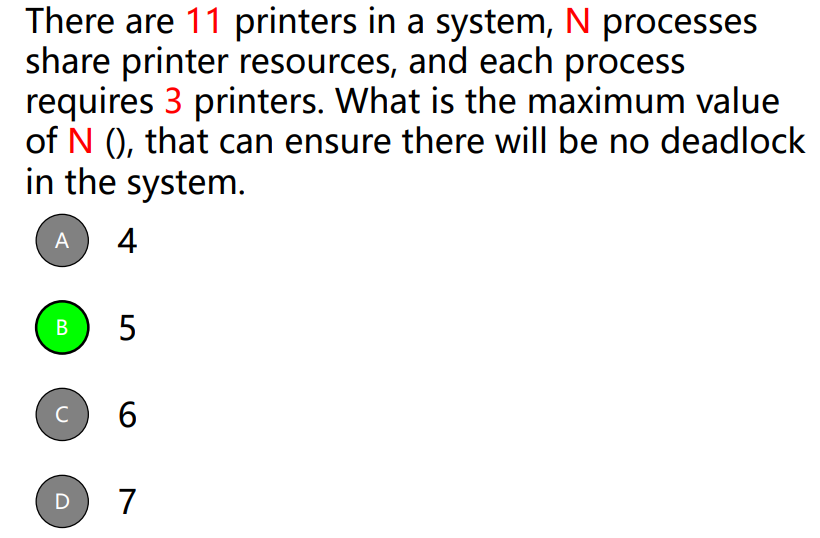 There are 11 printers in a system, N processes
share printer resources, and each process
requires 3 printers. What is the maximum value
of N (), that can ensure there will be no deadlock
in the system.
A 4
B 5
C 6
D 7